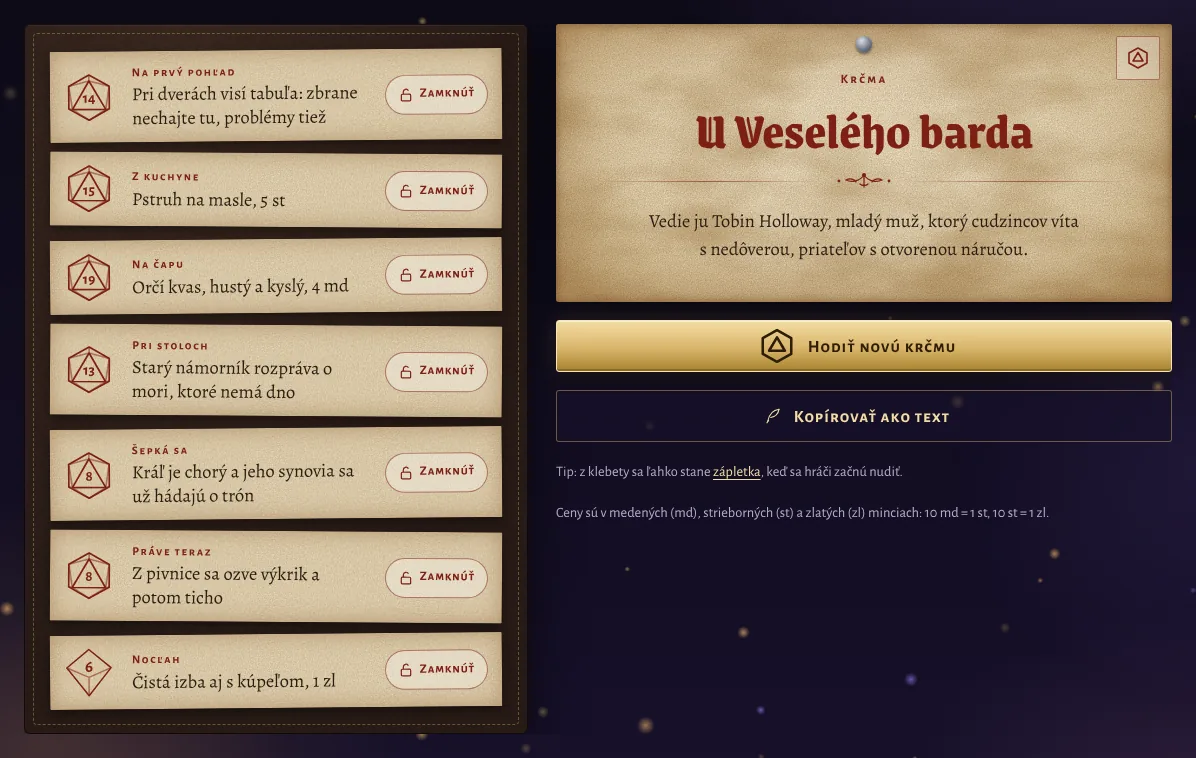 14
Na prvý pohľad
Pri dverách visí tabuľa: zbrane
nechajte tu, problémy tiež
Zamknúť
15
Z kuchyne
Pstruh na masle, 5 st
Zamknúť
19
Na čapu
Orčí kvas, hustý a kyslý, 4 md
Zamknúť
13
Pri stoloch
Starý námorník rozpráva o
mori, ktoré nemá dno
Zamknúť
8
Šepká sa
Kráľ je chorý a jeho synovia sa
už hádajú o trón
Zamknúť
8
Práve teraz
Z pivnice sa ozve výkrik a
potom ticho
Zamknúť
6
Nocľah
Čistá izba aj s kúpeľom, 1 zl
Zamknúť
Krčma
U Veselého barda
Vedie ju Tobin Holloway, mladý muž, ktorý cudzincov víta
s nedôverou, priateľov s otvorenou náručou.
Hodiť novú krčmu
Kopírovať ako text
Tip: z klebety sa ľahko stane zápletka, keď sa hráči začnú nudiť.
Ceny sú v medených (md), strieborných (st) a zlatých (zl) minciach: 10 md = 1 st, 10 st = 1 zl.